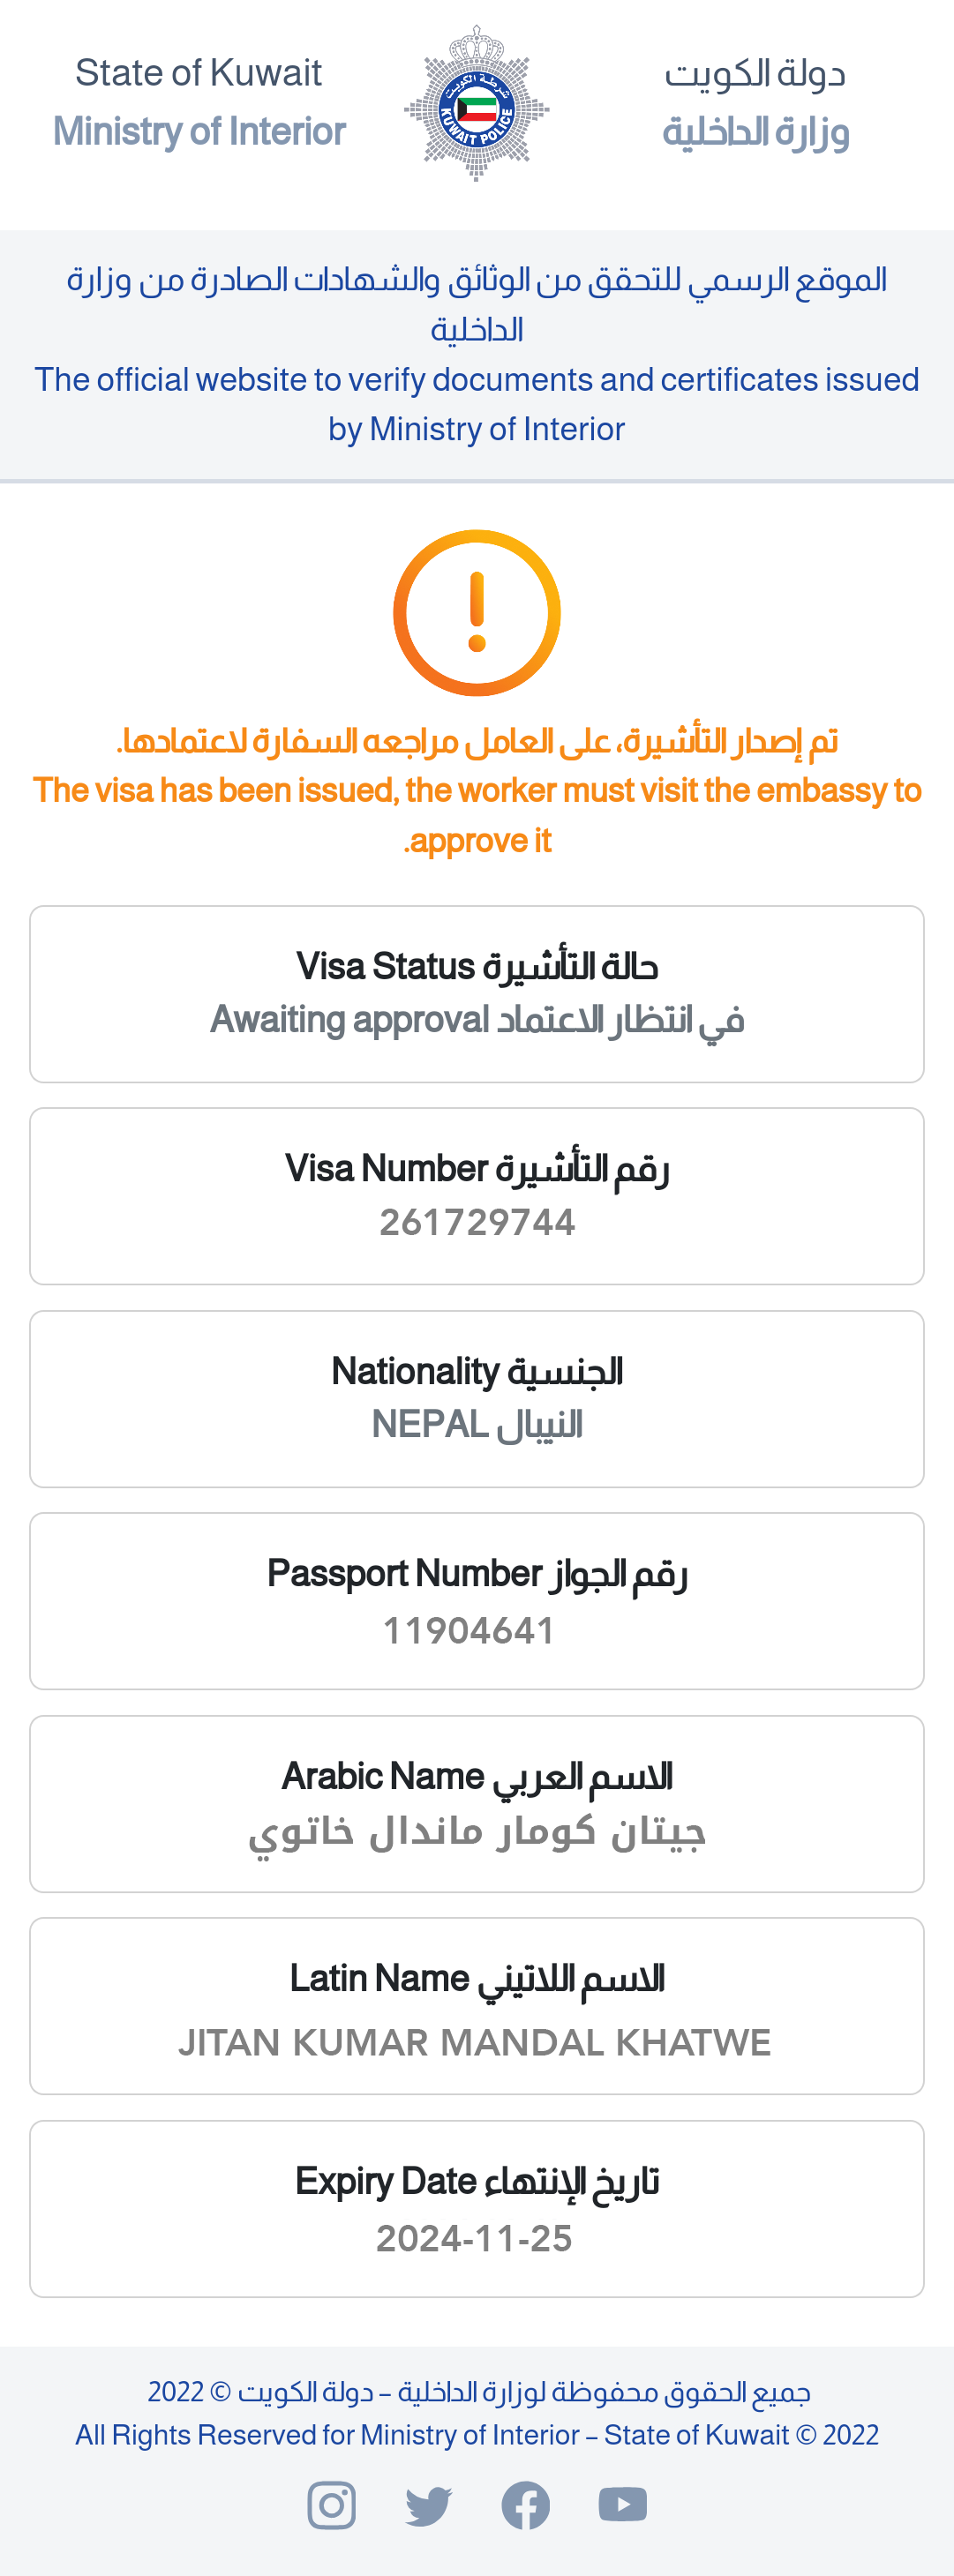 State of Kuwait
Ministry of Interior
شرطة الكويت
KUWAIT POLICE
دولة الكويت
وزارة الداخلية
الموقع الرسمي للتحقق من الوثائق والشهادات الصادرة من وزارة
الداخلية
The official website to verify documents and certificates issued
by Ministry of Interior
تم إصدار التأشيرة، على العامل مراجعه السفارة لاعتمادها.
The visa has been issued, the worker must visit the embassy to
.approve it
حالة التأشيرة Visa Status
في انتظار الاعتماد Awaiting approval
رقم التأشيرة Visa Number
261729744
الجنسية Nationality
النيبال NEPAL
رقم الجواز Passport Number
11904641
الاسم العربي Arabic Name
جيتان كومار ماندال خاتوي
الاسم اللاتيني Latin Name
JITAN KUMAR MANDAL KHATWE
تاريخ الإنتهاء Expiry Date
2024-11-25
جميع الحقوق محفوظة لوزارة الداخلية – دولة الكويت © 2022
All Rights Reserved for Ministry of Interior – State of Kuwait © 2022